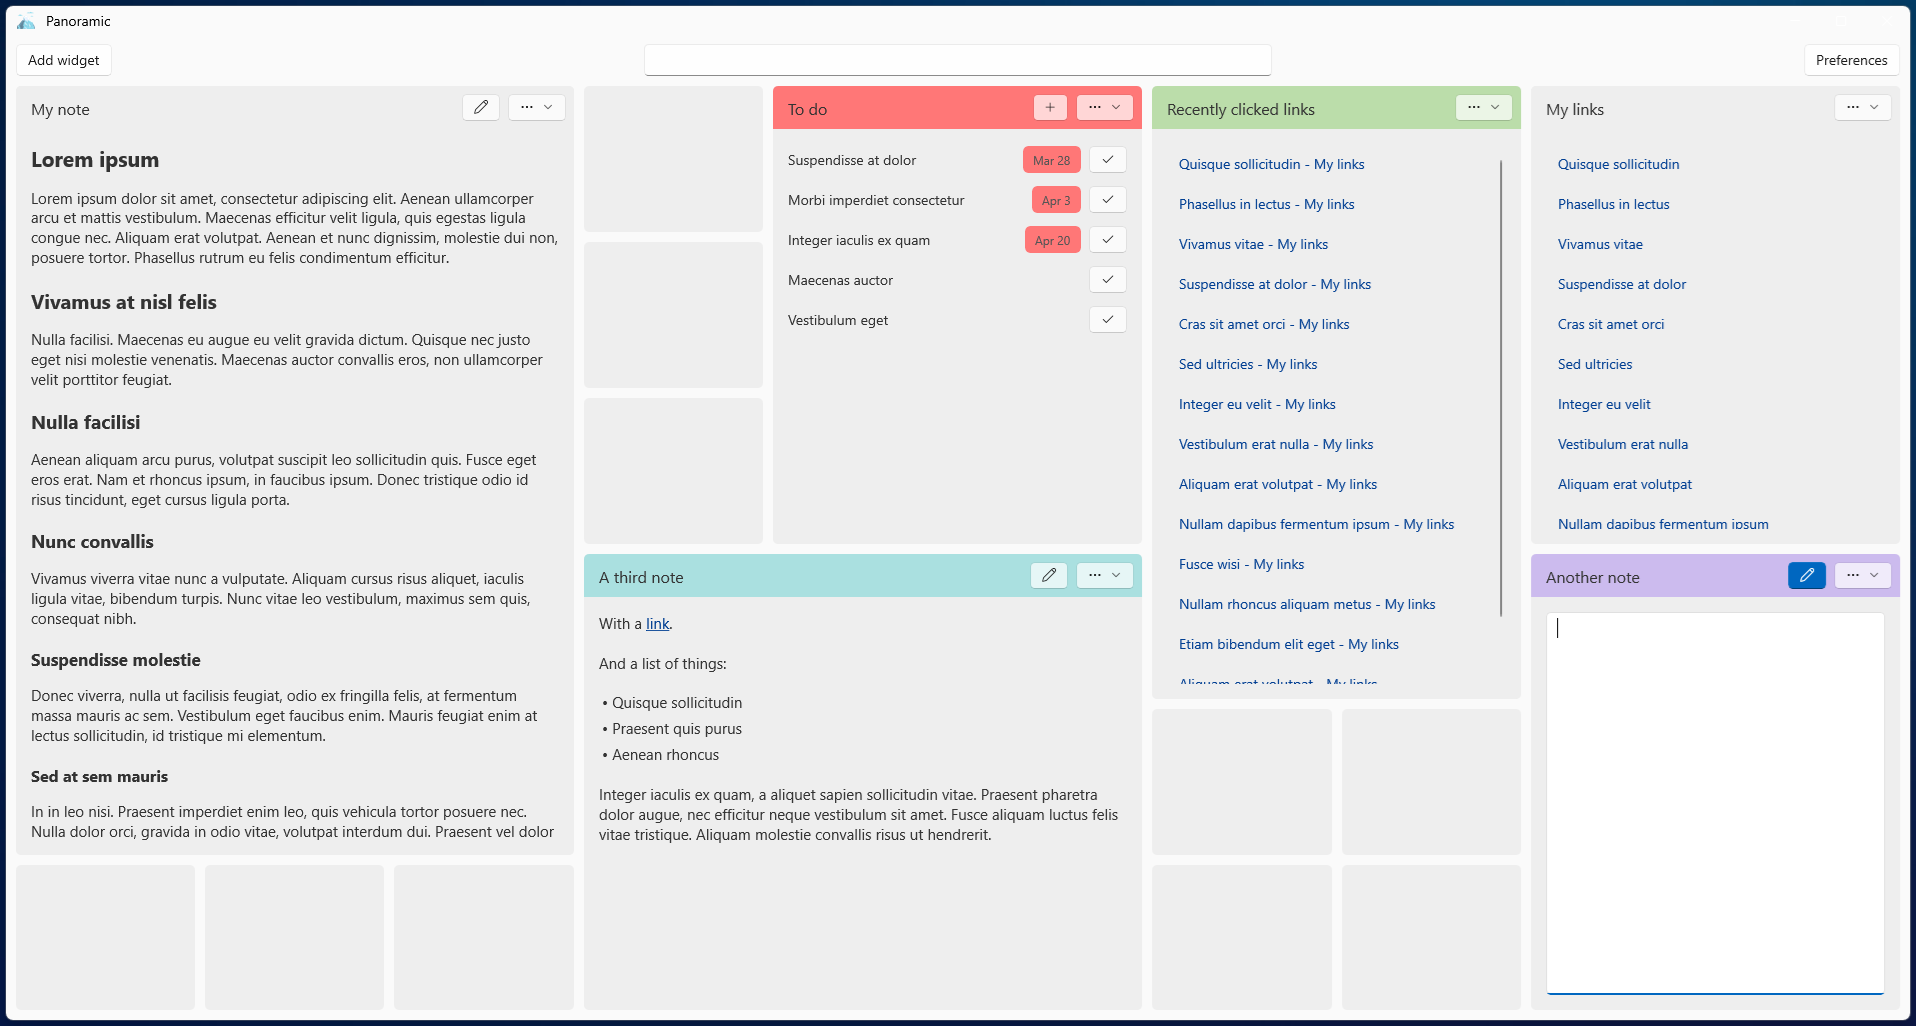 Panoramic
Add widget
Preferences
My note
Lorem ipsum
Lorem ipsum dolor sit amet, consectetur adipiscing elit. Aenean ullamcorper
arcu et mattis vestibulum. Maecenas efficitur velit ligula, quis egestas ligula
congue nec. Aliquam erat volutpat. Aenean et nunc dignissim, molestie dui non,
posuere tortor. Phasellus rutrum eu felis condimentum efficitur.
Vivamus at nisl felis
Nulla facilisi. Maecenas eu augue eu velit gravida dictum. Quisque nec justo
eget nisi molestie venenatis. Maecenas auctor convallis eros, non ullamcorper
velit porttitor feugiat.
Nulla facilisi
Aenean aliquam arcu purus, volutpat suscipit leo sollicitudin quis. Fusce eget
eros erat. Nam et rhoncus ipsum, in faucibus ipsum. Donec tristique odio id
risus tincidunt, eget cursus ligula porta.
Nunc convallis
Vivamus viverra vitae nunc a vulputate. Aliquam cursus risus aliquet, iaculis
ligula vitae, bibendum turpis. Nunc vitae leo vestibulum, maximus sem quis,
consequat nibh.
Suspendisse molestie
Donec viverra, nulla ut facilisis feugiat, odio ex fringilla felis, at fermentum
massa mauris ac sem. Vestibulum eget faucibus enim. Mauris feugiat enim at
lectus sollicitudin, id tristique mi elementum.
Sed at sem mauris
In in leo nisi. Praesent imperdiet enim leo, quis vehicula tortor posuere nec.
Nulla dolor orci, gravida in odio vitae, volutpat interdum dui. Praesent vel dolor
To do
Suspendisse at dolor Mar 28
Morbi imperdiet consectetur Apr 3
Integer iaculis ex quam Apr 20
Maecenas auctor
Vestibulum eget
A third note
With a link.
And a list of things:
• Quisque sollicitudin
• Praesent quis purus
• Aenean rhoncus
Integer iaculis ex quam, a aliquet sapien sollicitudin vitae. Praesent pharetra
dolor augue, nec efficitur neque vestibulum sit amet. Fusce aliquam luctus felis
vitae tristique. Aliquam molestie convallis risus ut hendrerit.
Recently clicked links
Quisque sollicitudin - My links
Phasellus in lectus - My links
Vivamus vitae - My links
Suspendisse at dolor - My links
Cras sit amet orci - My links
Sed ultricies - My links
Integer eu velit - My links
Vestibulum erat nulla - My links
Aliquam erat volutpat - My links
Nullam dapibus fermentum ipsum - My links
Fusce wisi - My links
Nullam rhoncus aliquam metus - My links
Etiam bibendum elit eget - My links
Aliquam erat volutpat - My links
My links
Quisque sollicitudin
Phasellus in lectus
Vivamus vitae
Suspendisse at dolor
Cras sit amet orci
Sed ultricies
Integer eu velit
Vestibulum erat nulla
Aliquam erat volutpat
Nullam dapibus fermentum ipsum
Another note